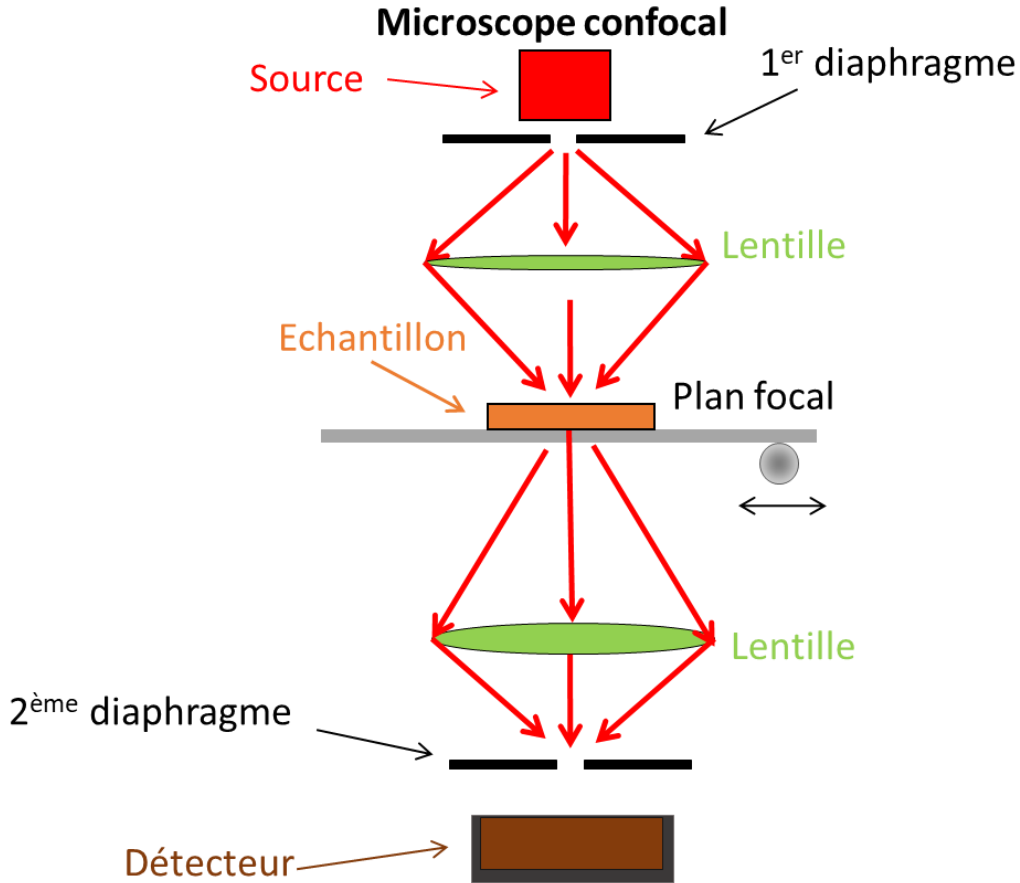 Microscope confocal
1er diaphragme
Source
Lentille
Echantillon
Plan focal
Lentille
2ème diaphragme
Détecteur